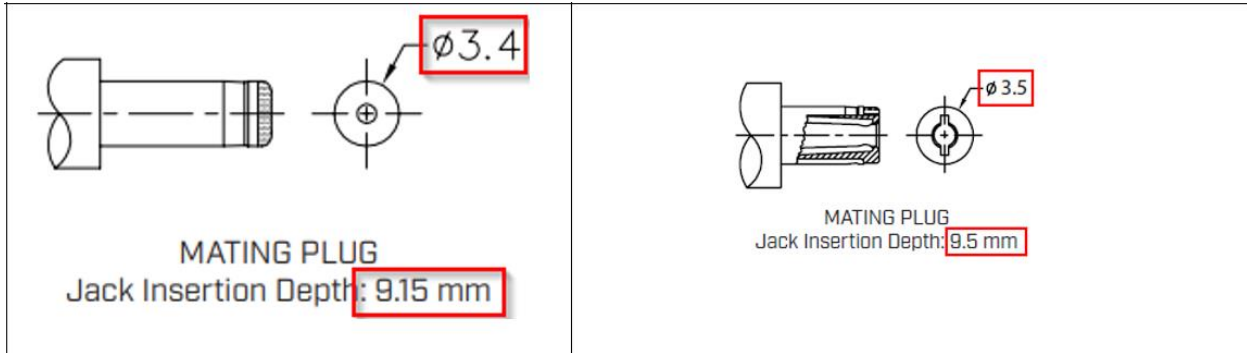 ø3.4
MATING PLUG
Jack Insertion Depth: 9.15 mm
ø 3.5
MATING PLUG
Jack Insertion Depth: 9.5 mm